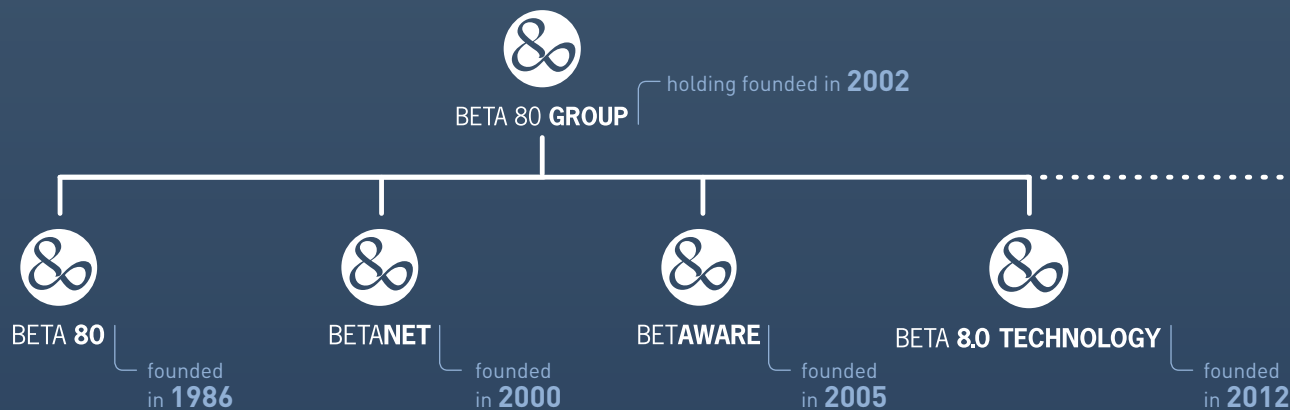 BETA 80 GROUP
holding founded in 2002
BETA 80
founded
in 1986
BETANET
founded
in 2000
BETAWARE
founded
in 2005
BETA 8.0 TECHNOLOGY
founded
in 2012